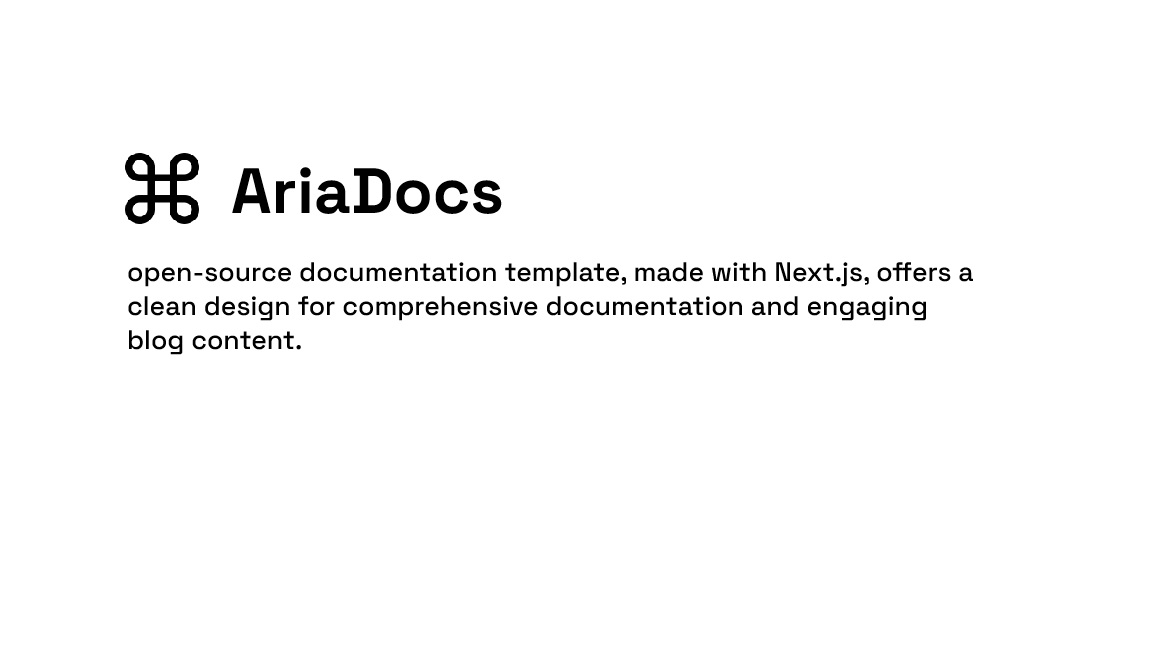 ⌘ AriaDocs
open-source documentation template, made with Next.js, offers a
clean design for comprehensive documentation and engaging
blog content.